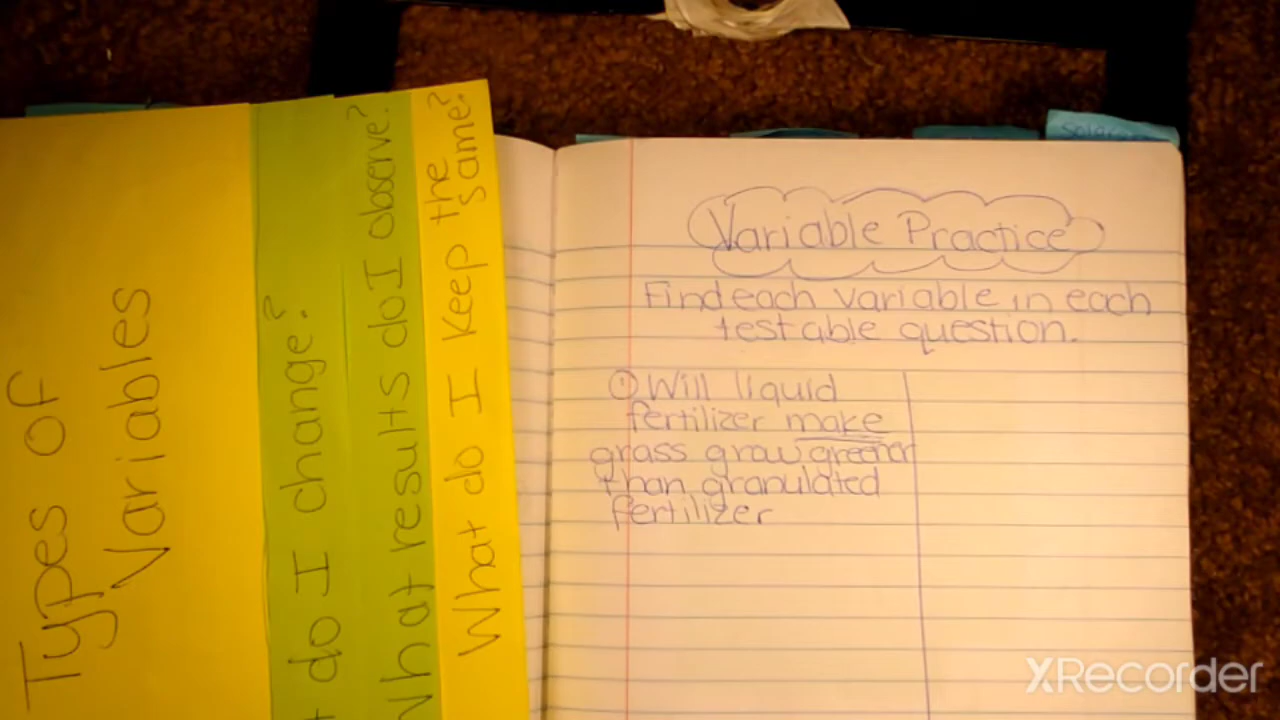 Types of
Variables
do I change?
What results do I observe?
What do I keep the
same?
Variable Practice
Find each variable in each
testable question.
① Will liquid
fertilizer make
grass grow greener
than granulated
fertilizer
XRecorder